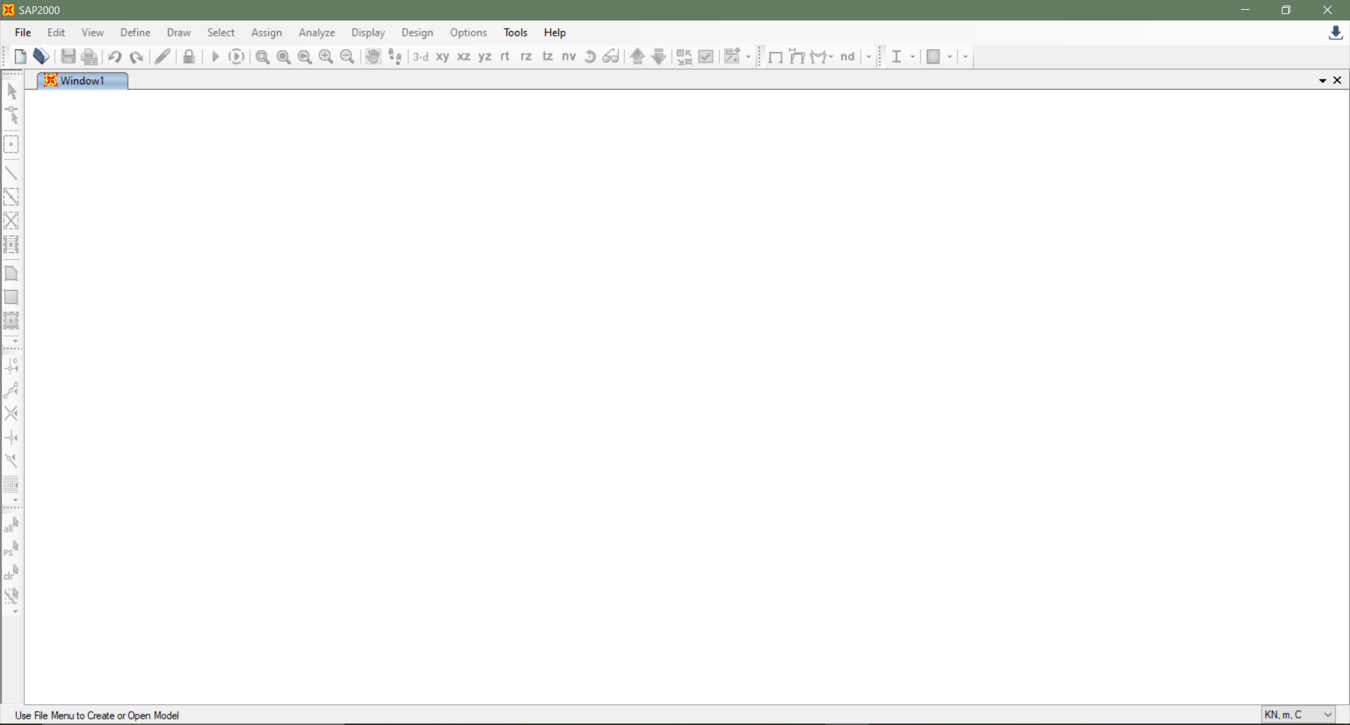 SAP2000
File Edit View Define Draw Select Assign Analyze Display Design Options Tools Help
3-d xy xz yz rt rz tz nv nd
Window1
all
ps
clr
Use File Menu to Create or Open Model
KN, m, C